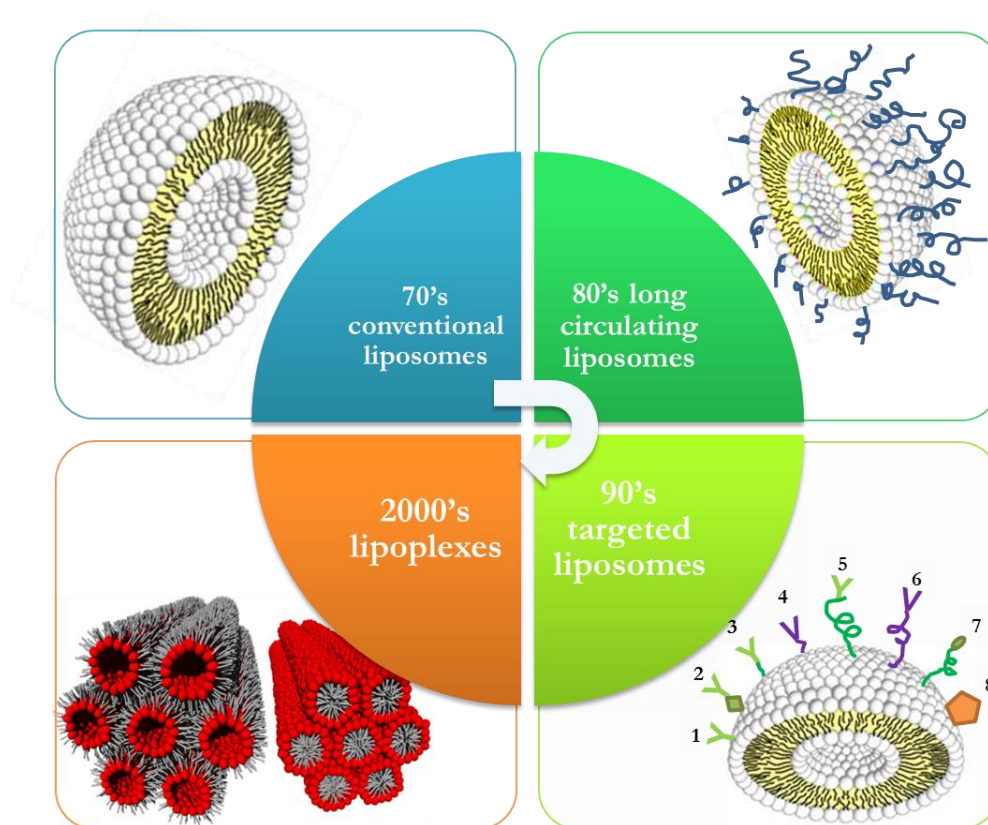 70's
conventional
liposomes
80's long
circulating
liposomes
2000's
lipoplexes
90's
targeted
liposomes
1
2
3
4
5
6
7
8